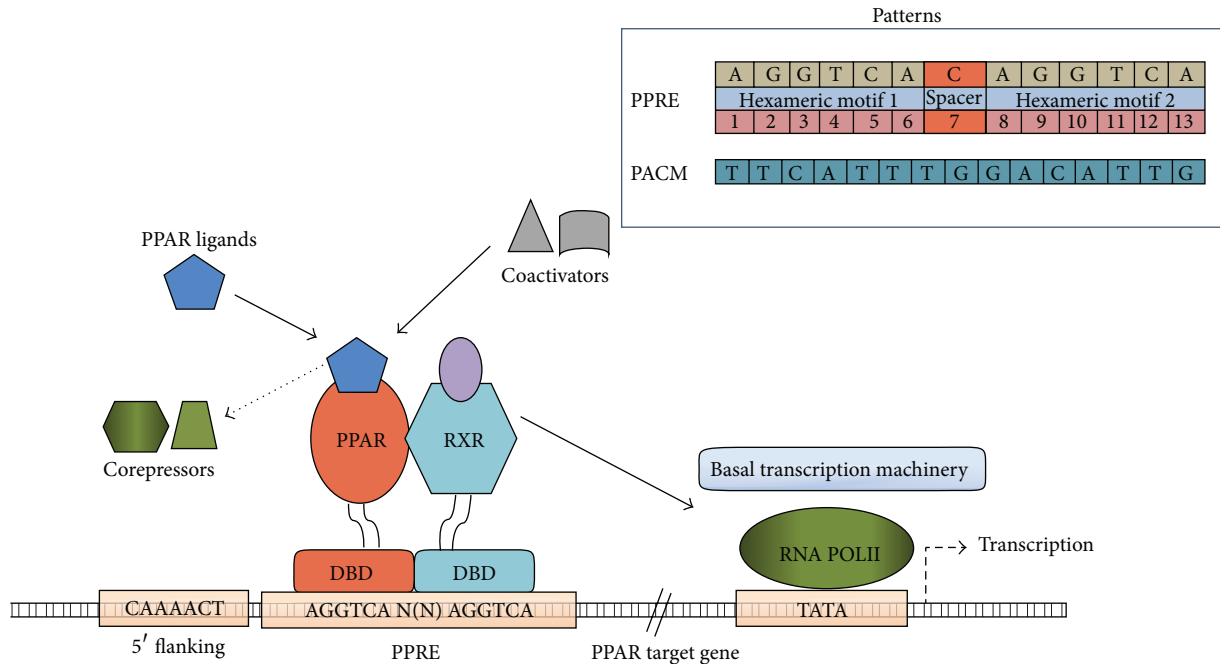 Patterns
A G G T C A C A G G T C A
PPRE
Hexameric motif 1 Spacer Hexameric motif 2
1 2 3 4 5 6 7 8 9 10 11 12 13
PACM
T T C A T T T G G A C A T T G
PPAR ligands
Coactivators
PPAR
RXR
Corepressors
Basal transcription machinery
RNA POLII
Transcription
DBD
DBD
CAAAACT
AGGTCA N(N) AGGTCA
TATA
5′ flanking
PPRE
PPAR target gene